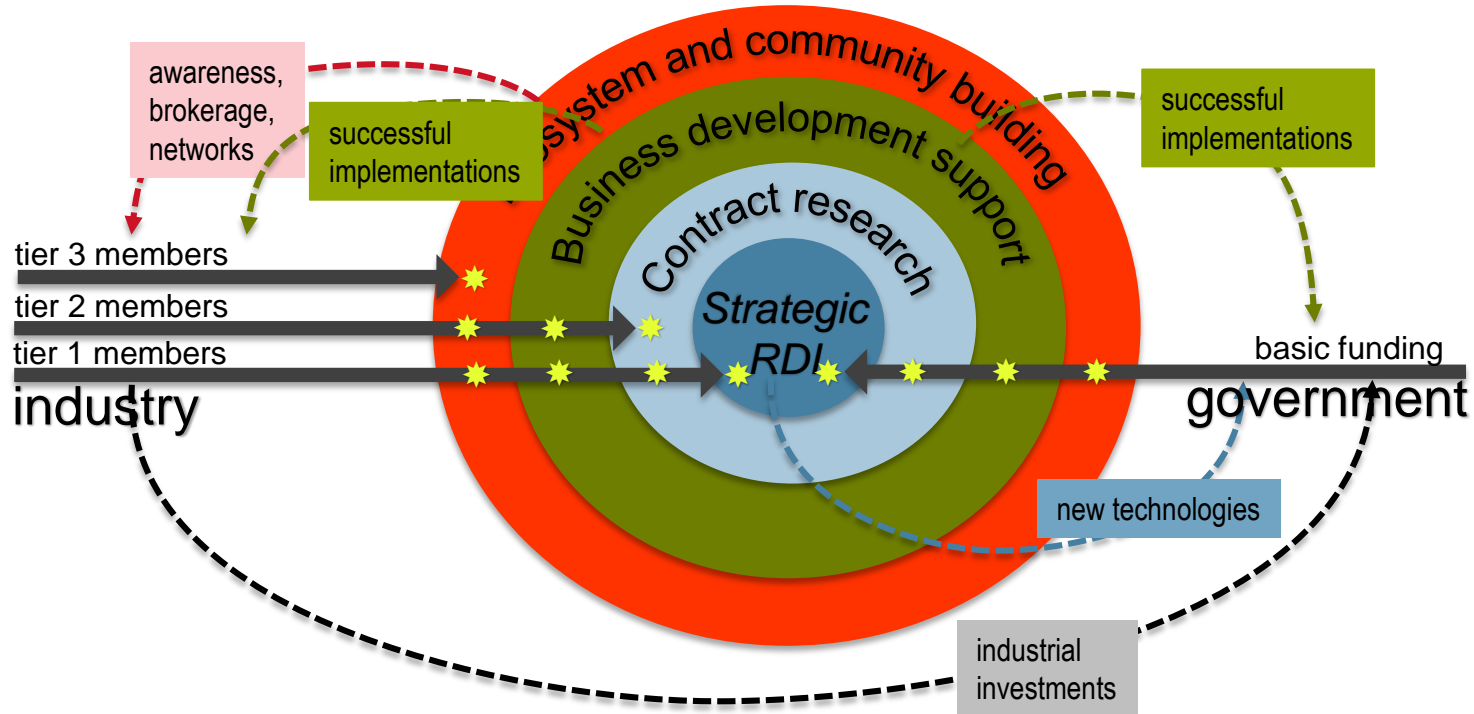 system and community building
awareness,
brokerage,
networks
successful
implementations
successful
implementations
Business development support
Contract research
tier 3 members
tier 2 members
Strategic
RDI
tier 1 members
basic funding
industry
government
new technologies
industrial
investments